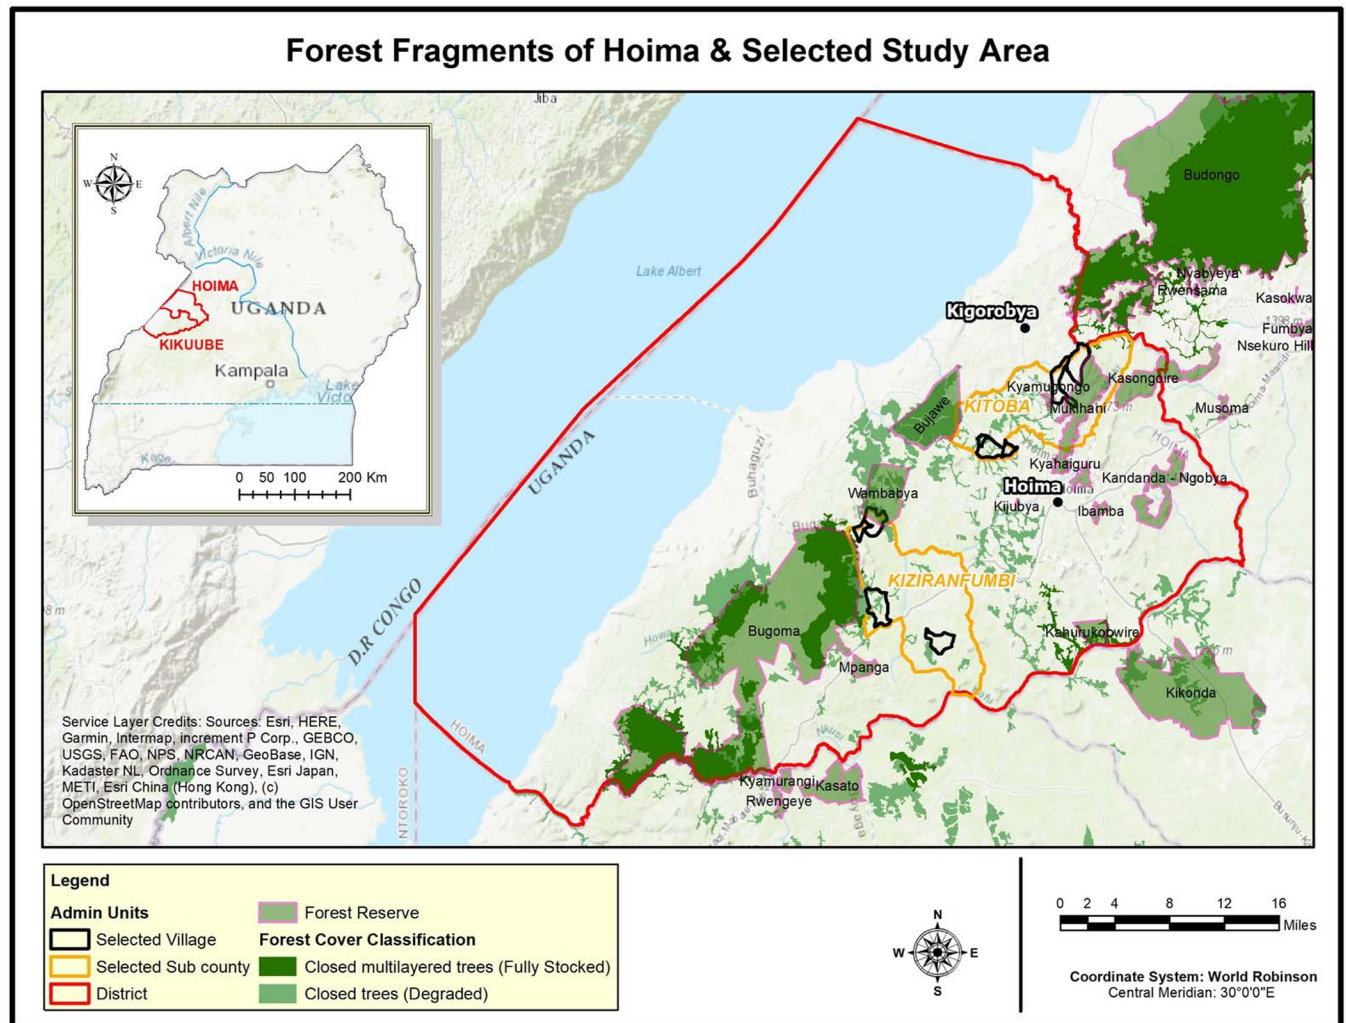 Forest Fragments of Hoima & Selected Study Area
Jiba
N
W E
S
Albert Nile
Victoria Nile
HOIMA
UGANDA
KIKUUBE
Kampala
Lake
Victo
0 50 100 200 Km
Lake Albert
Budongo
Nyabyeya
Rwensama
Kasokwa
1398 m
Fumbya
Nsekuro Hill
Kigorobya
Kyamugongo
Kasongoire
KITOBA
Mukihani
Bujawe
Musoma
HOIMA
UGANDA
Buhaguzi
Kyahaiguru
Kandanda - Ngobya
Wambabya
Hoima
Kijubya
Ibamba
KIZIRANFUMBI
D.R CONGO
Bugoma
Kahurukobwire
Mpanga
Kikonda
HOIMA
NTOROKO
Nkusi
Kyamurangi
Kasato
Rwengeye
Service Layer Credits: Sources: Esri, HERE,
Garmin, Intermap, increment P Corp., GEBCO,
USGS, FAO, NPS, NRCAN, GeoBase, IGN,
Kadaster NL, Ordnance Survey, Esri Japan,
METI, Esri China (Hong Kong), (c)
OpenStreetMap contributors, and the GIS User
Community
Legend
Admin Units
Selected Village
Selected Sub county
District
Forest Reserve
Forest Cover Classification
Closed multilayered trees (Fully Stocked)
Closed trees (Degraded)
N
W E
S
0 2 4 8 12 16
Miles
Coordinate System: World Robinson
Central Meridian: 30°0'0"E